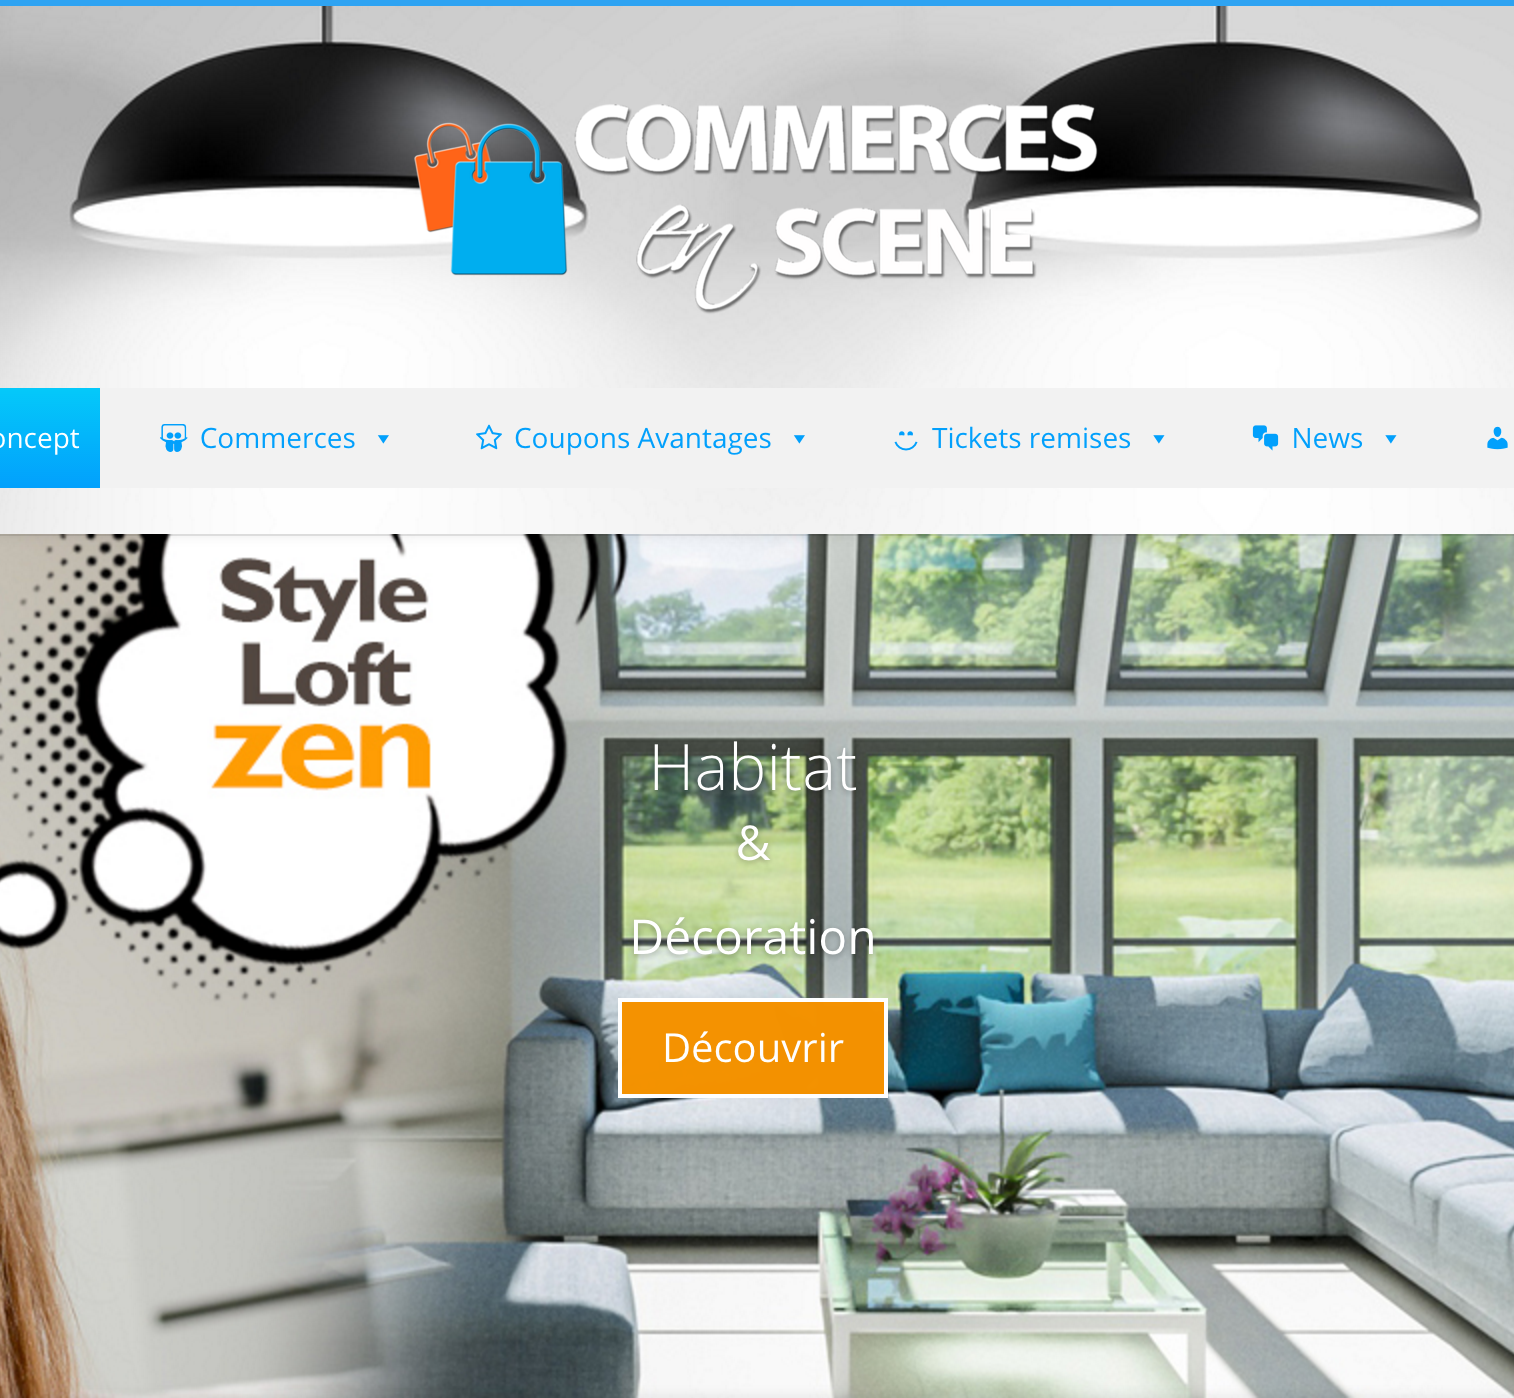 COMMERCES
en SCENE
oncept
Commerces
Coupons Avantages
Tickets remises
News
Style
Loft
zen
Habitat
&
Décoration
Découvrir